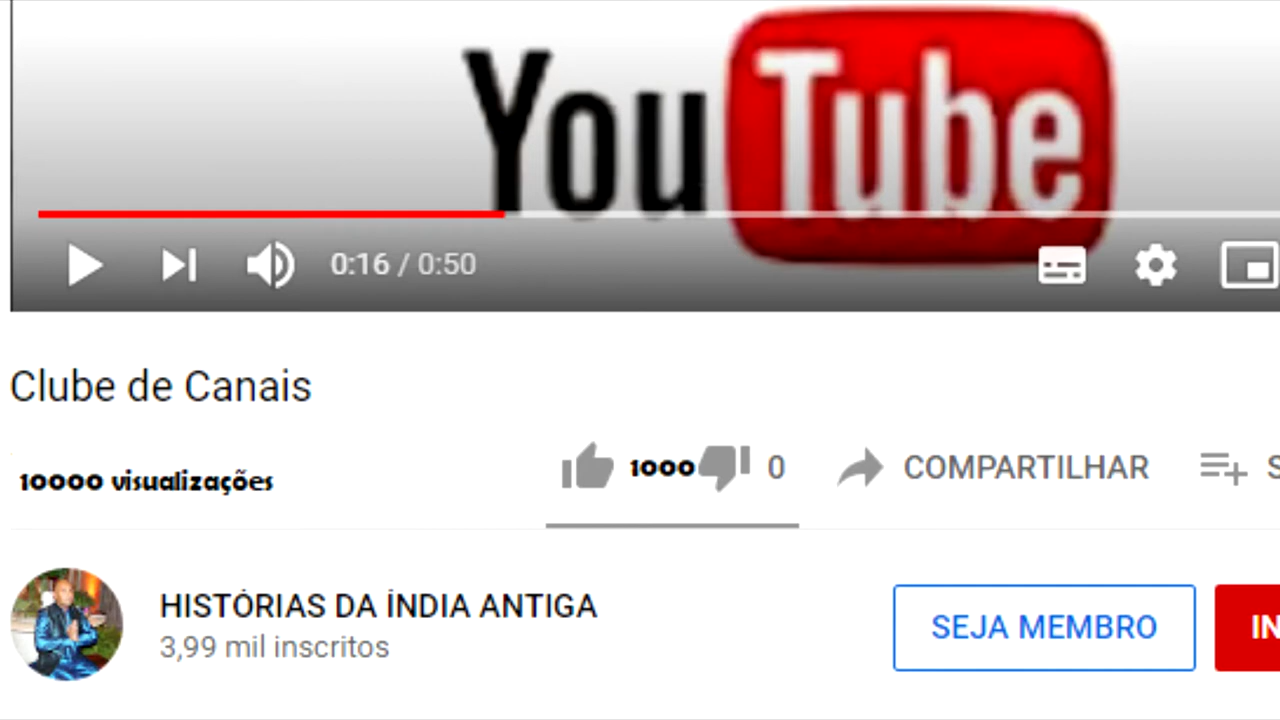 YouTube
0:16 / 0:50
Clube de Canais
10000 visualizações
1000 0 COMPARTILHAR S
HISTÓRIAS DA ÍNDIA ANTIGA
3,99 mil inscritos
SEJA MEMBRO IN